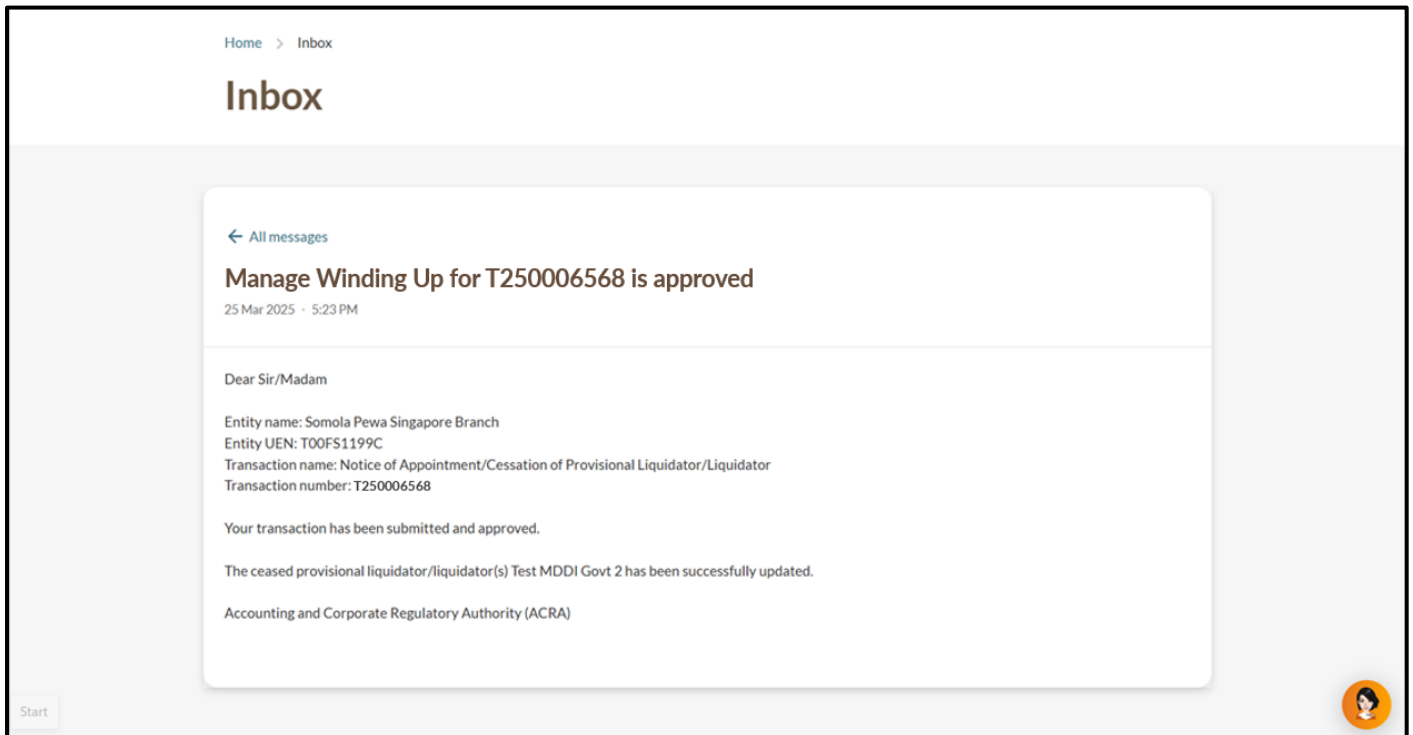 Home > Inbox
Inbox
← All messages
Manage Winding Up for T250006568 is approved
25 Mar 2025 · 5:23 PM
Dear Sir/Madam
Entity name: Somola Pewa Singapore Branch
Entity UEN: T00FS1199C
Transaction name: Notice of Appointment/Cessation of Provisional Liquidator/Liquidator
Transaction number: T250006568
Your transaction has been submitted and approved.
The ceased provisional liquidator/liquidator(s) Test MDDI Govt 2 has been successfully updated.
Accounting and Corporate Regulatory Authority (ACRA)
Start